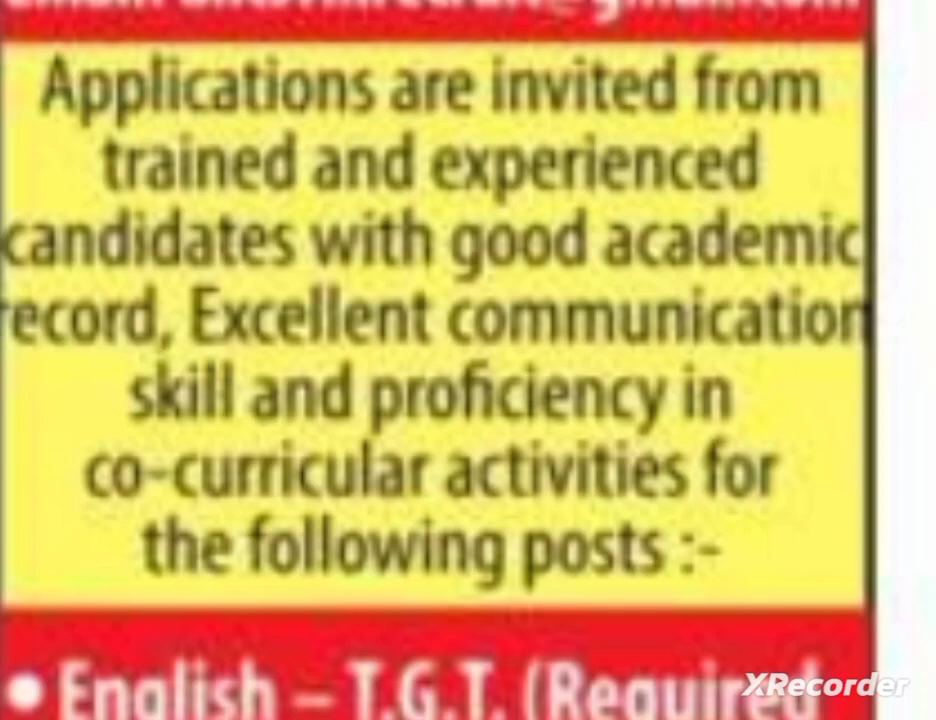 Applications are invited from
trained and experienced
candidates with good academic
record, Excellent communication
skill and proficiency in
co-curricular activities for
the following posts :-
• English – T.G.T. (Required
XRecorder